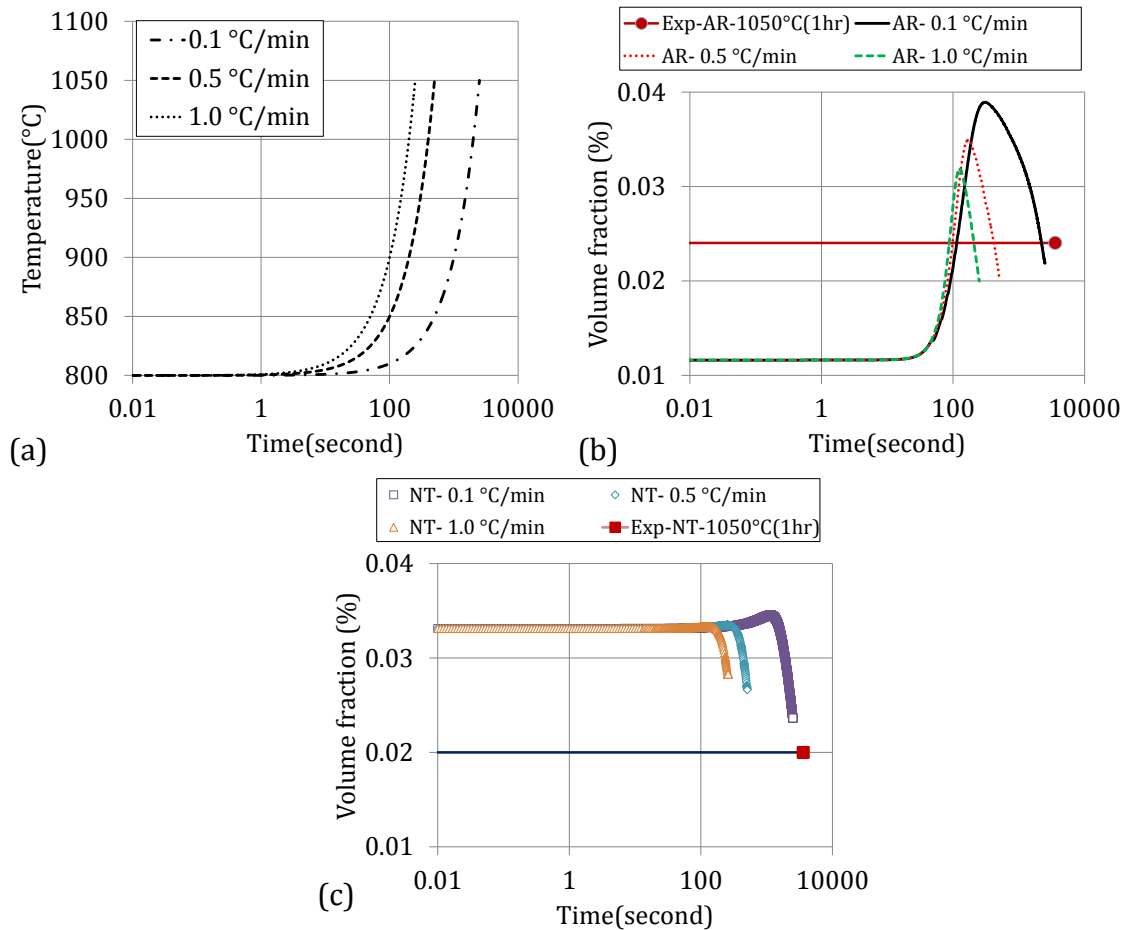 0.1 °C/min
0.5 °C/min
1.0 °C/min
Temperature(°C)
1100
1050
1000
950
900
850
800
0.01 1 100 10000
Time(second)
(a)
Exp-AR-1050°C(1hr) AR- 0.1 °C/min
AR- 0.5 °C/min AR- 1.0 °C/min
Volume fraction (%)
0.04
0.03
0.02
0.01
0.01 1 100 10000
Time(second)
(b)
NT- 0.1 °C/min NT- 0.5 °C/min
NT- 1.0 °C/min Exp-NT-1050°C(1hr)
Volume fraction (%)
0.04
0.03
0.02
0.01
0.01 1 100 10000
Time(second)
(c)